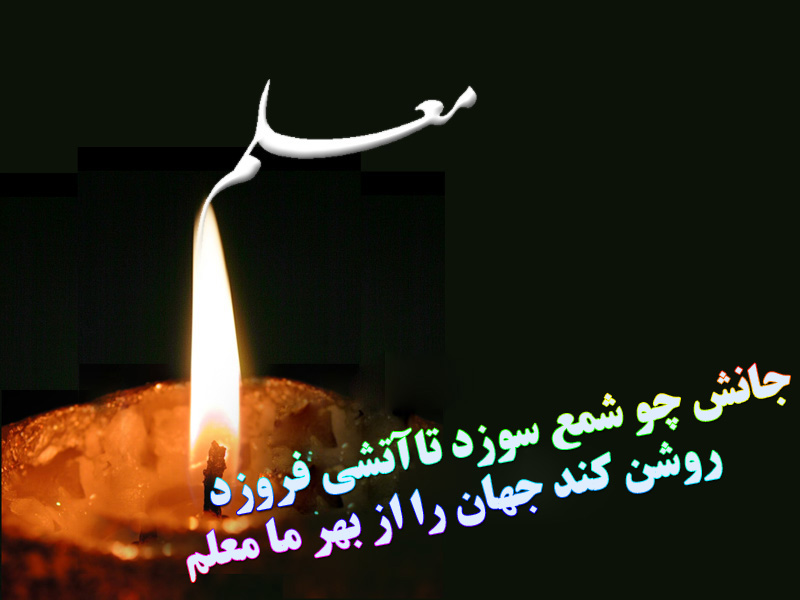 معلم
جانش چو شمع سوزد تا آتشی فروزد
روشن کند جهان را از بهر ما معلم